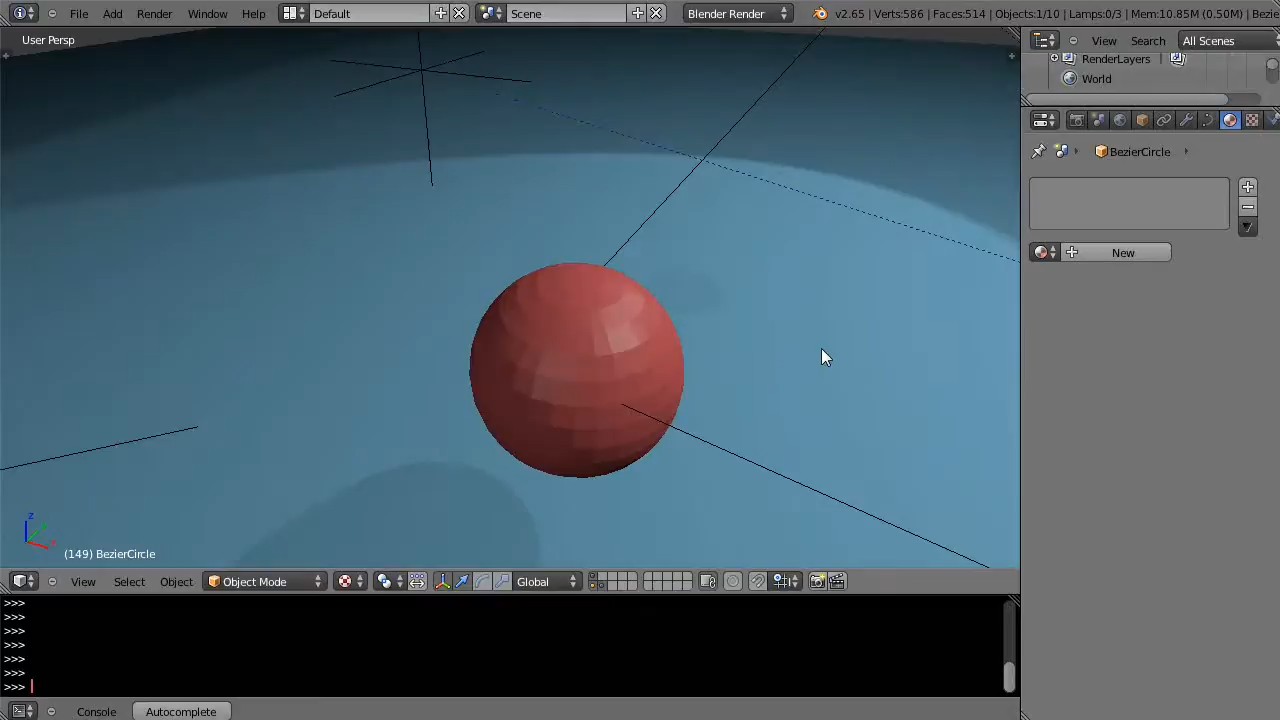 File Add Render Window Help Default Scene Blender Render v2.65 | Verts:586 | Faces:514 | Objects:1/10 | Lamps:0/3 | Mem:10.85M (0.50M) | Bezie
User Persp
View Search All Scenes
RenderLayers |
World
BezierCircle
New
z
(149) BezierCircle
View Select Object Object Mode Global
>>>
>>>
>>>
>>>
>>>
>>>
>>>
Console Autocomplete